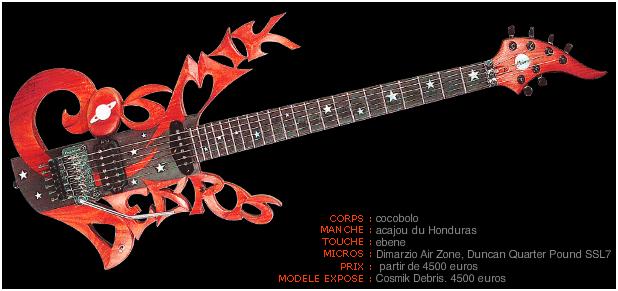 COSMIK
DEBRIS
CORPS : cocobolo
MANCHE : acajou du Honduras
TOUCHE : ebene
MICROS : Dimarzio Air Zone, Duncan Quarter Pound SSL7
PRIX : partir de 4500 euros
MODELE EXPOSE : Cosmik Debris. 4500 euros